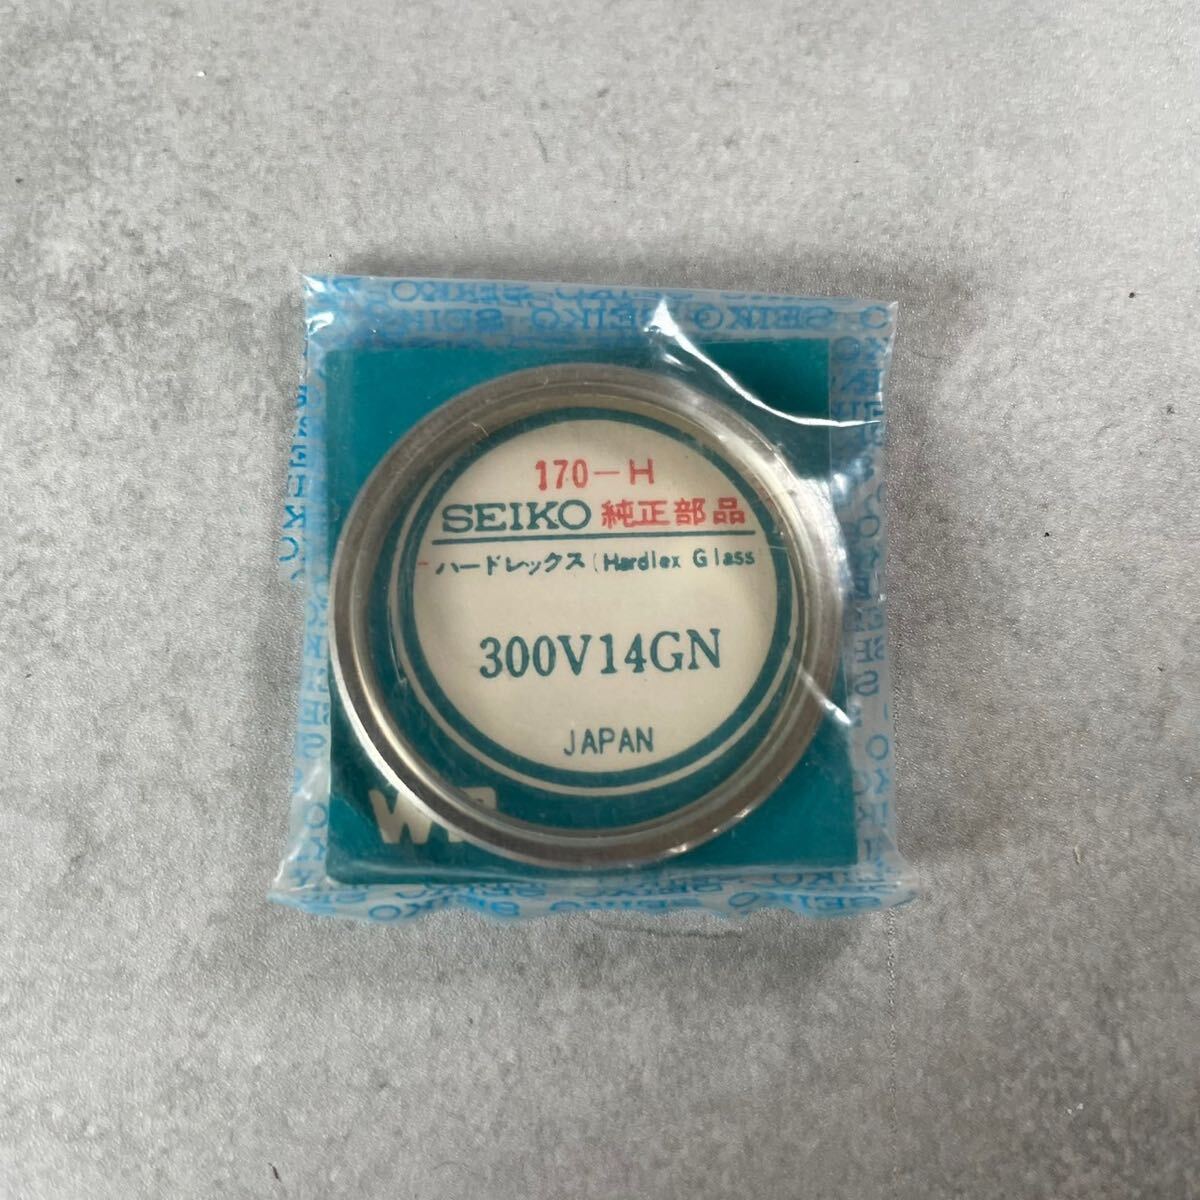 170-H
SEIKO 純正部品
ハードレックス (Hardlex Glass
300V14GN
JAPAN